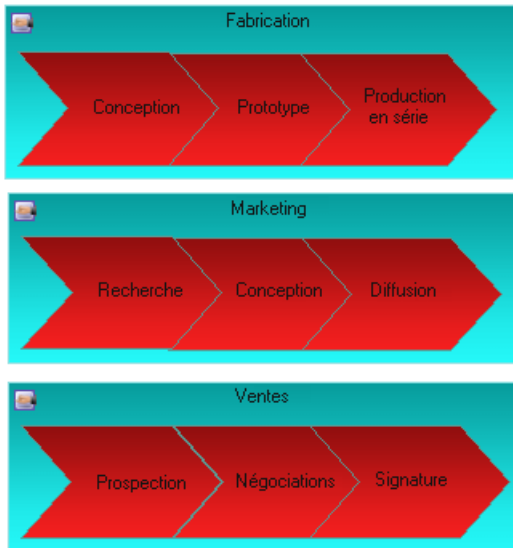 Fabrication
Conception
Prototype
Production
en série
Marketing
Recherche
Conception
Diffusion
Ventes
Prospection
Négociations
Signature